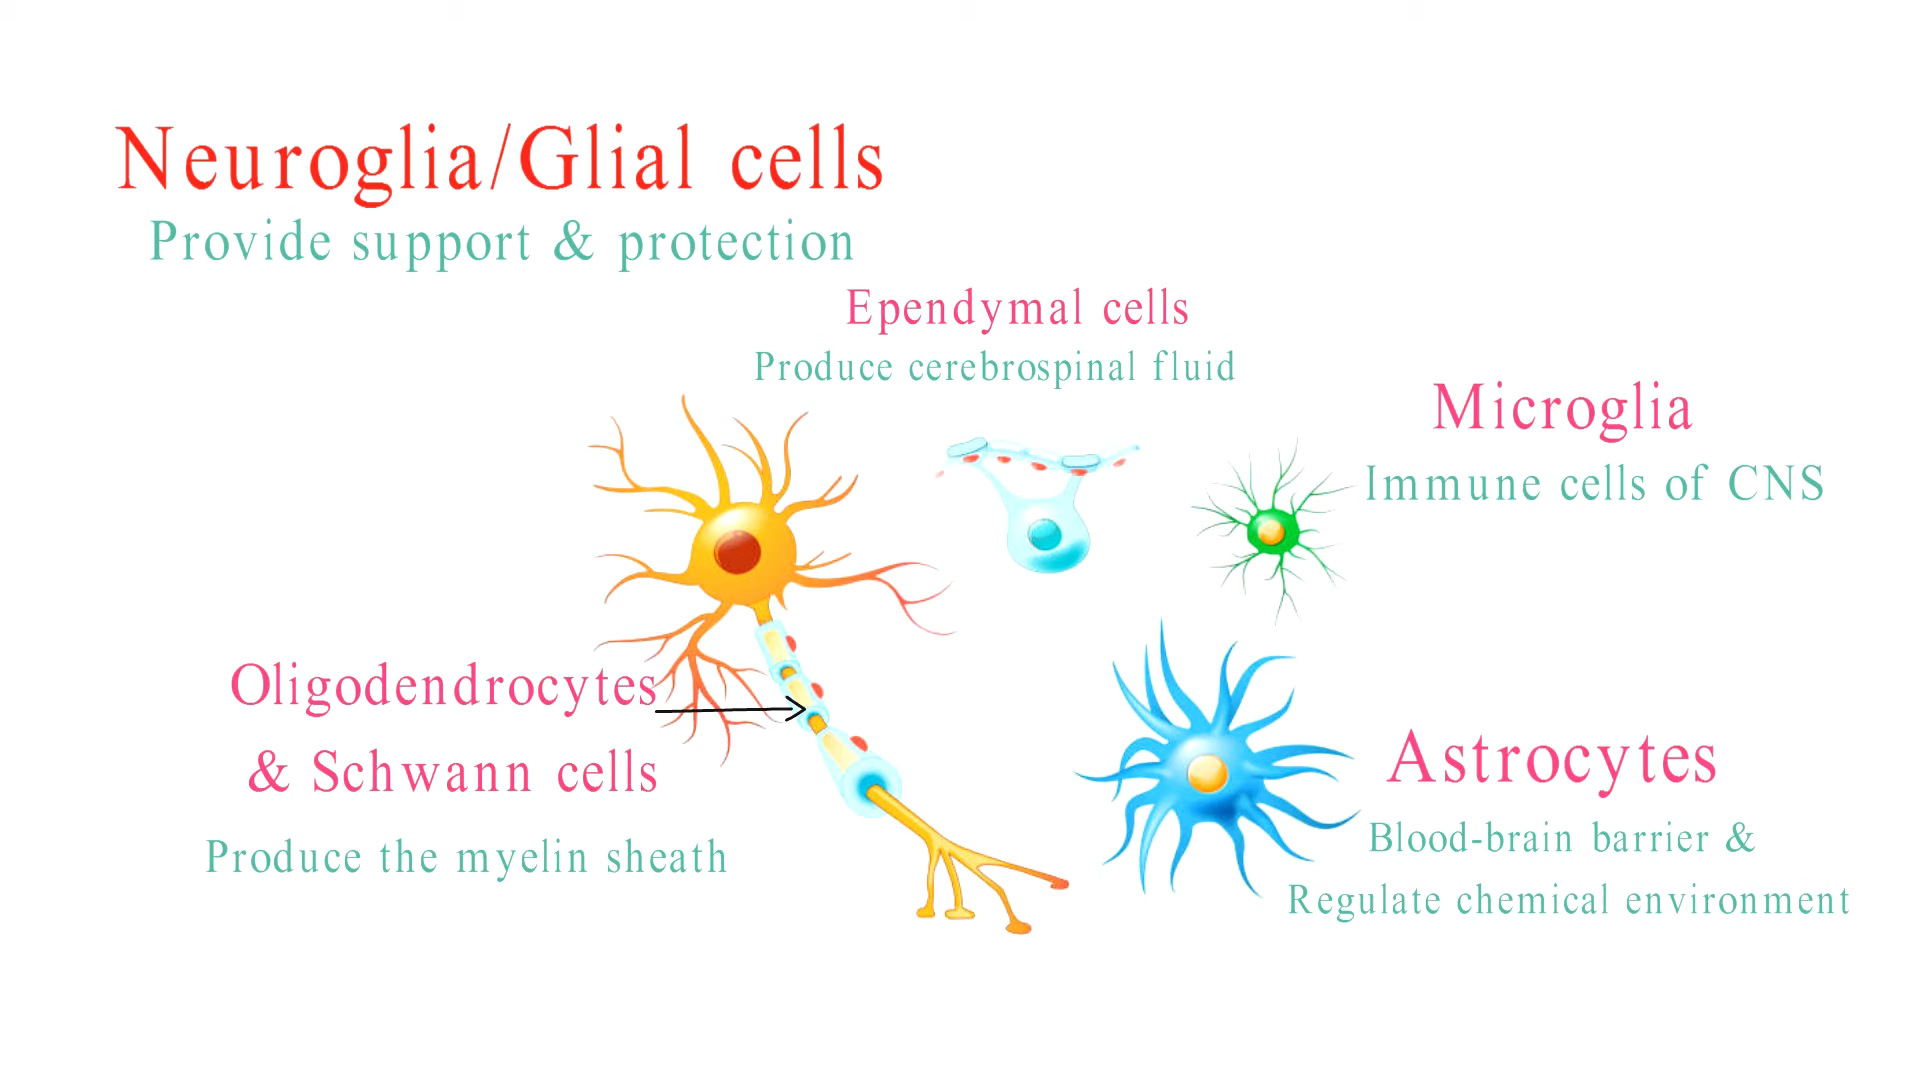 Neuroglia/Glial cells
Provide support & protection
Ependymal cells
Produce cerebrospinal fluid
Microglia
Immune cells of CNS
Oligodendrocytes
& Schwann cells
Produce the myelin sheath
Astrocytes
Blood-brain barrier &
Regulate chemical environment